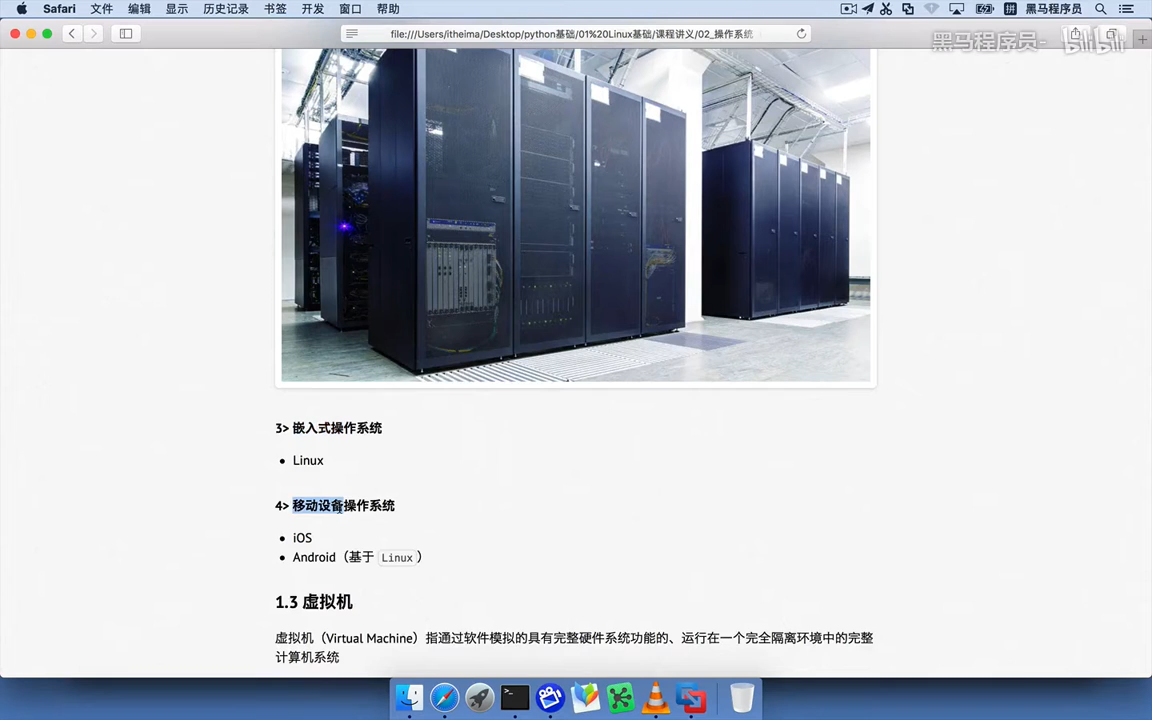 Safari 文件 编辑 显示 历史记录 书签 开发 窗口 帮助 拼 黑马程序员
file:///Users/itheima/Desktop/python基础/01%20Linux基础/课程讲义/02_操作系统
黑马程序员- bilibili
3> 嵌入式操作系统
• Linux
4> 移动设备操作系统
• iOS
• Android（基于 Linux）
1.3 虚拟机
虚拟机（Virtual Machine）指通过软件模拟的具有完整硬件系统功能的、运行在一个完全隔离环境中的完整
计算机系统